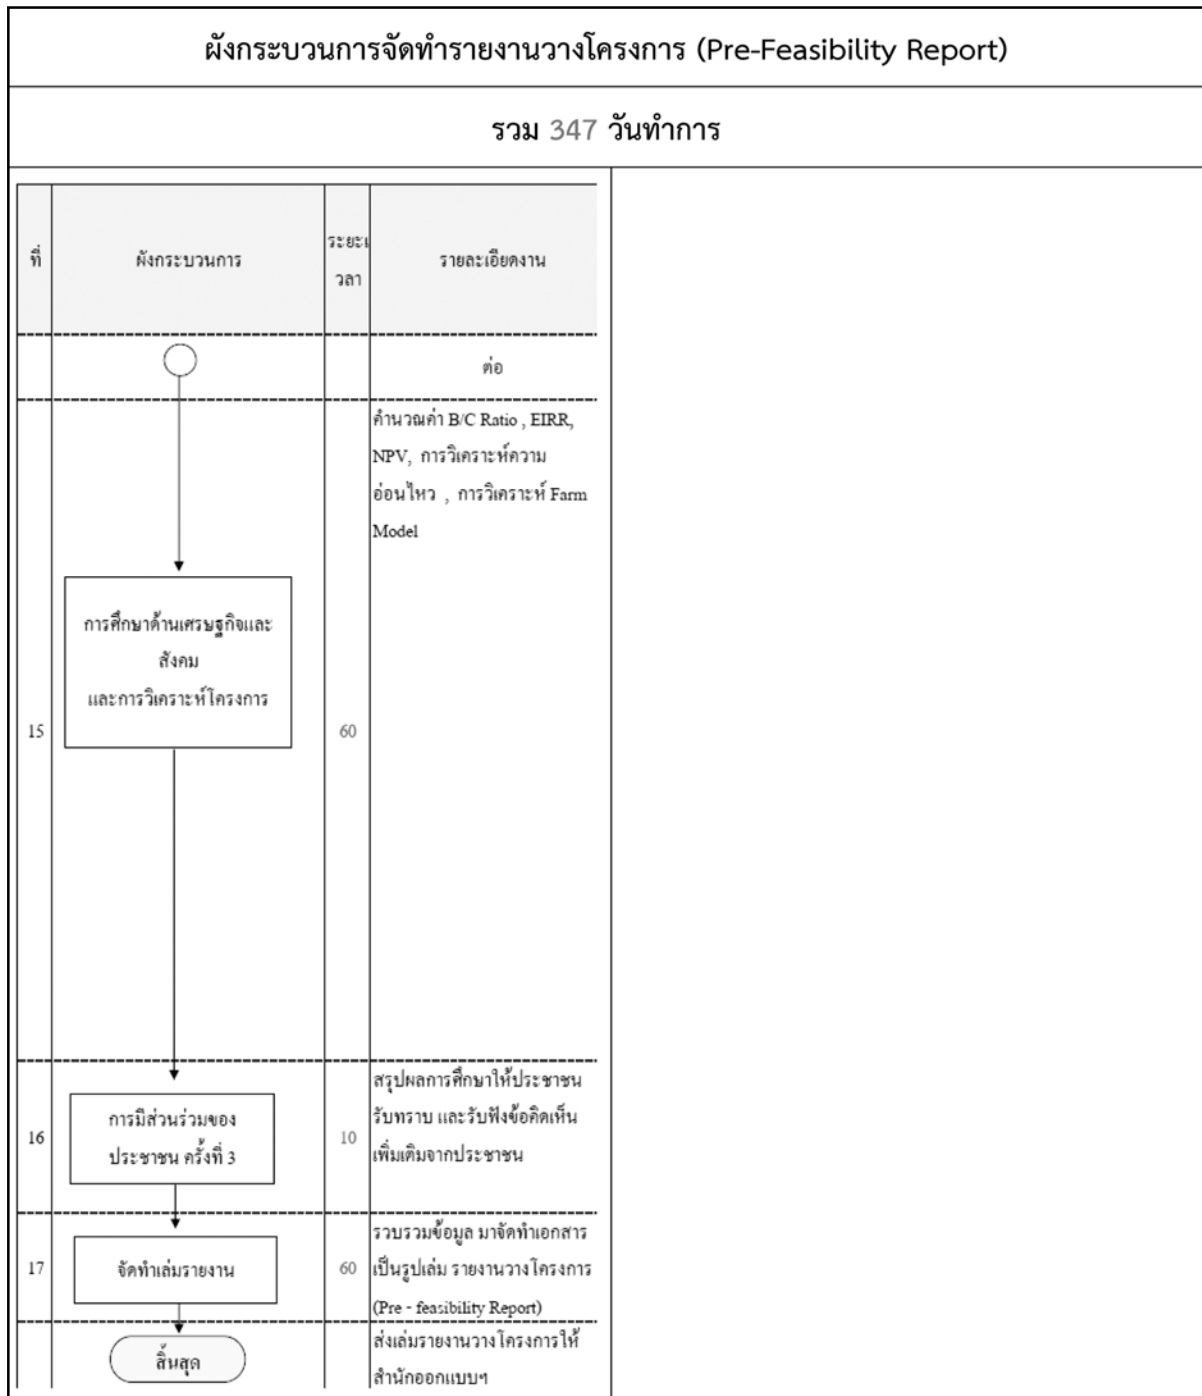 ผังกระบวนการจัดทำรายงานวางโครงการ (Pre-Feasibility Report)
รวม 347 วันทำการ
ที่
ผังกระบวนการ
ระยะเ
วลา
รายละเอียดงาน
ต่อ
15
การศึกษาด้านเศรษฐกิจและ
สังคม
และการวิเคราะห์โครงการ
60
คำนวณค่า B/C Ratio , EIRR,
NPV, การวิเคราะห์ความ
อ่อนไหว , การวิเคราะห์ Farm
Model
16
การมีส่วนร่วมของ
ประชาชน ครั้งที่ 3
10
สรุปผลการศึกษาให้ประชาชน
รับทราบ และรับฟังข้อคิดเห็น
เพิ่มเติมจากประชาชน
17
จัดทำเล่มรายงาน
60
รวบรวมข้อมูล มาจัดทำเอกสาร
เป็นรูปเล่ม รายงานวางโครงการ
(Pre - feasibility Report)
สิ้นสุด
ส่งเล่มรายงานวางโครงการให้
สำนักออกแบบฯ